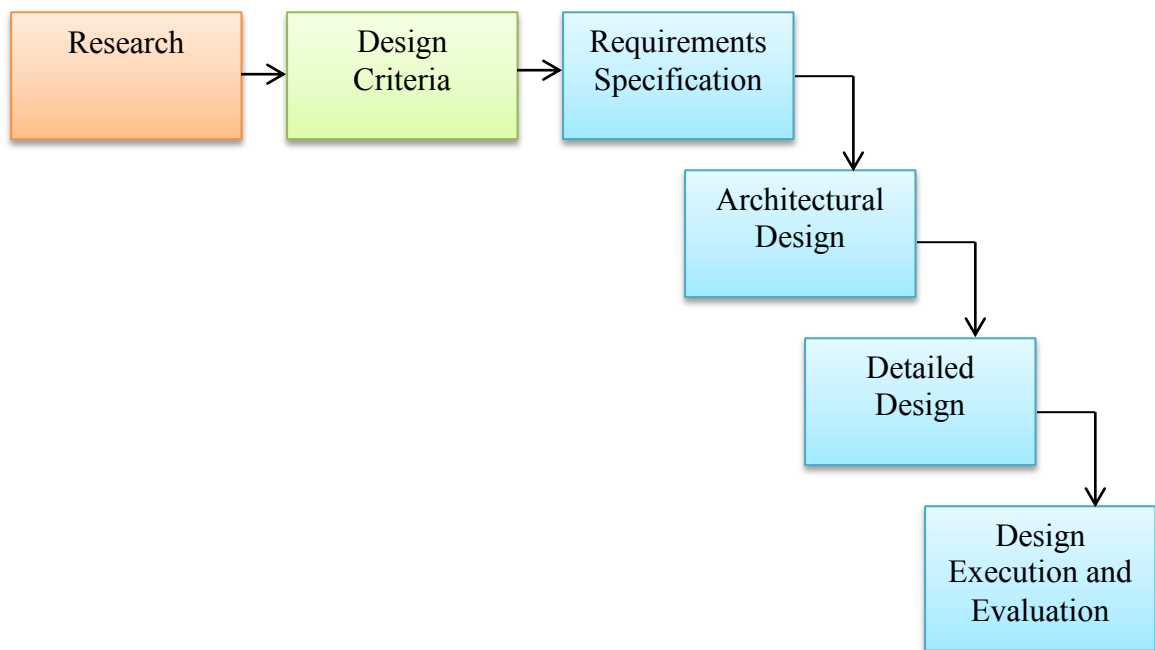 Research
Design
Criteria
Requirements
Specification
Architectural
Design
Detailed
Design
Design
Execution and
Evaluation